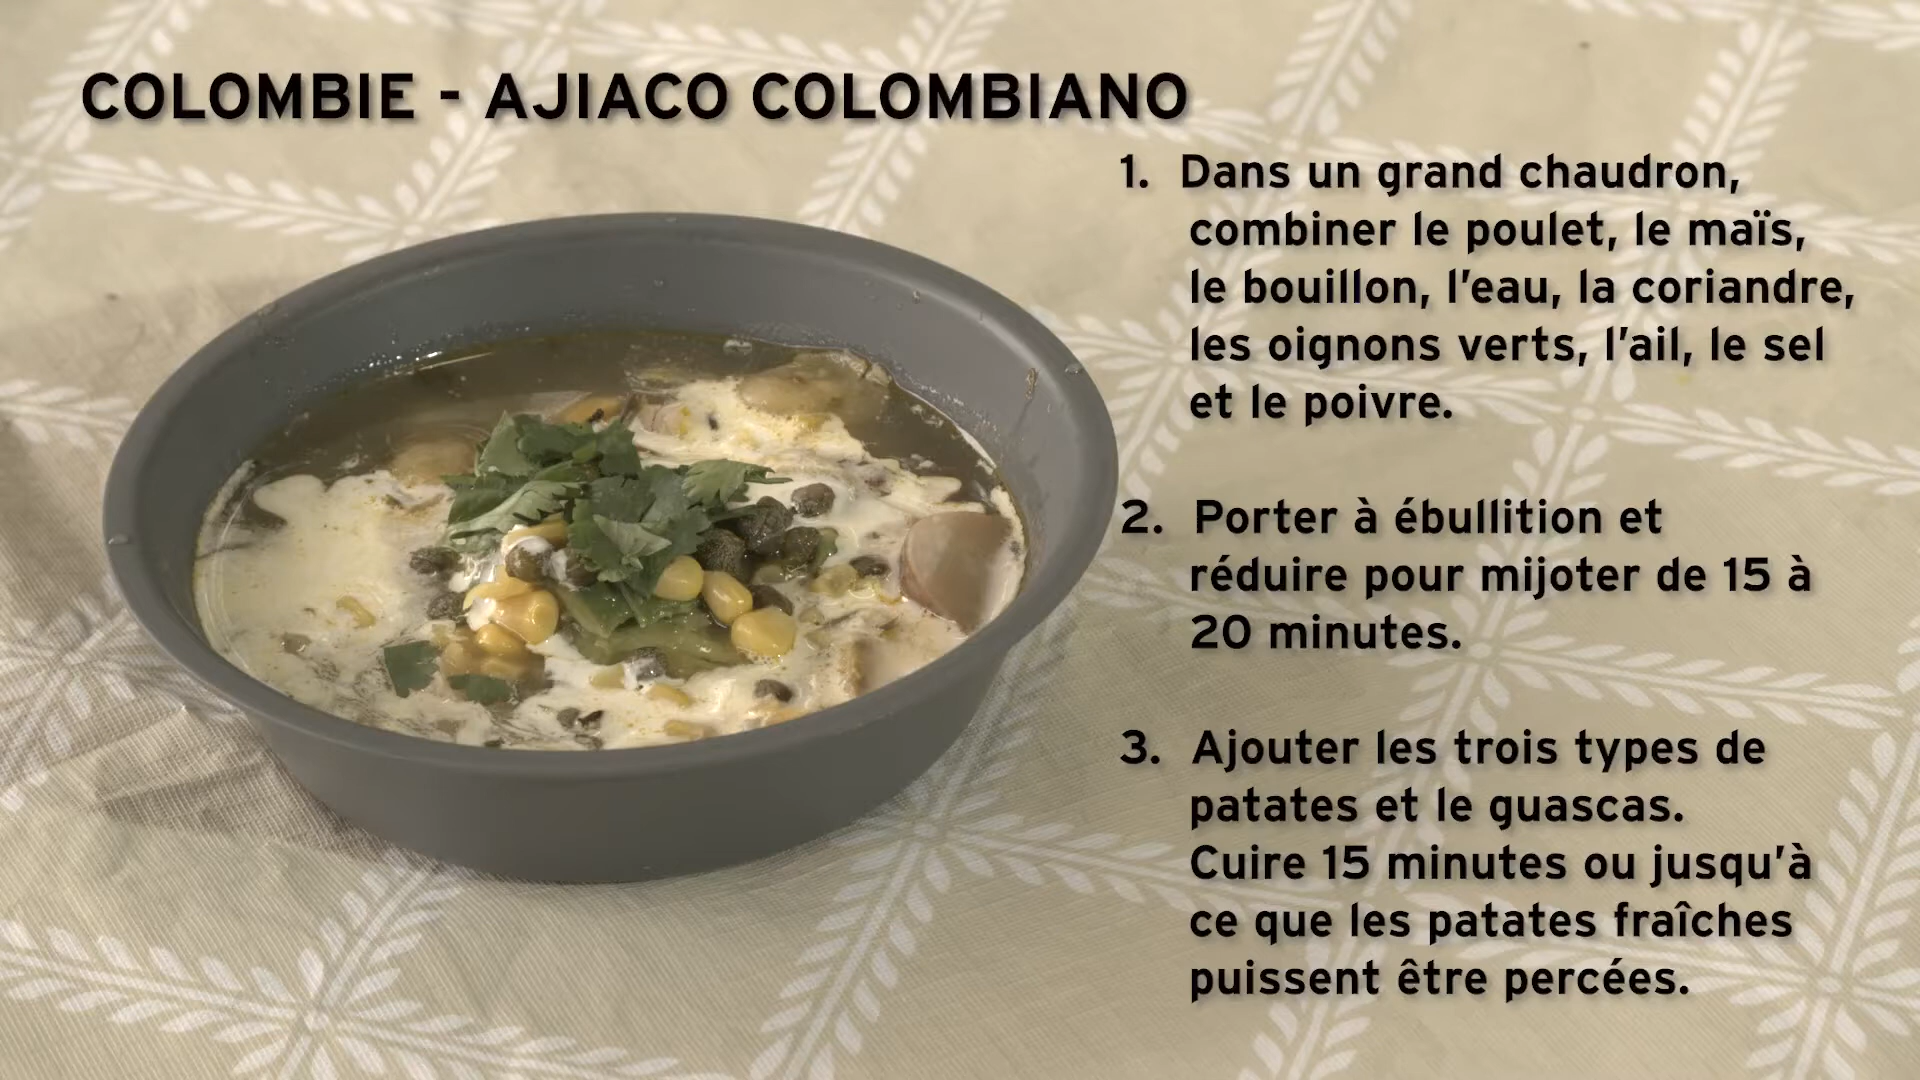 COLOMBIE - AJIACO COLOMBIANO
1. Dans un grand chaudron,
combiner le poulet, le maïs,
le bouillon, l'eau, la coriandre,
les oignons verts, l'ail, le sel
et le poivre.
2. Porter à ébullition et
réduire pour mijoter de 15 à
20 minutes.
3. Ajouter les trois types de
patates et le guascas.
Cuire 15 minutes ou jusqu'à
ce que les patates fraîches
puissent être percées.